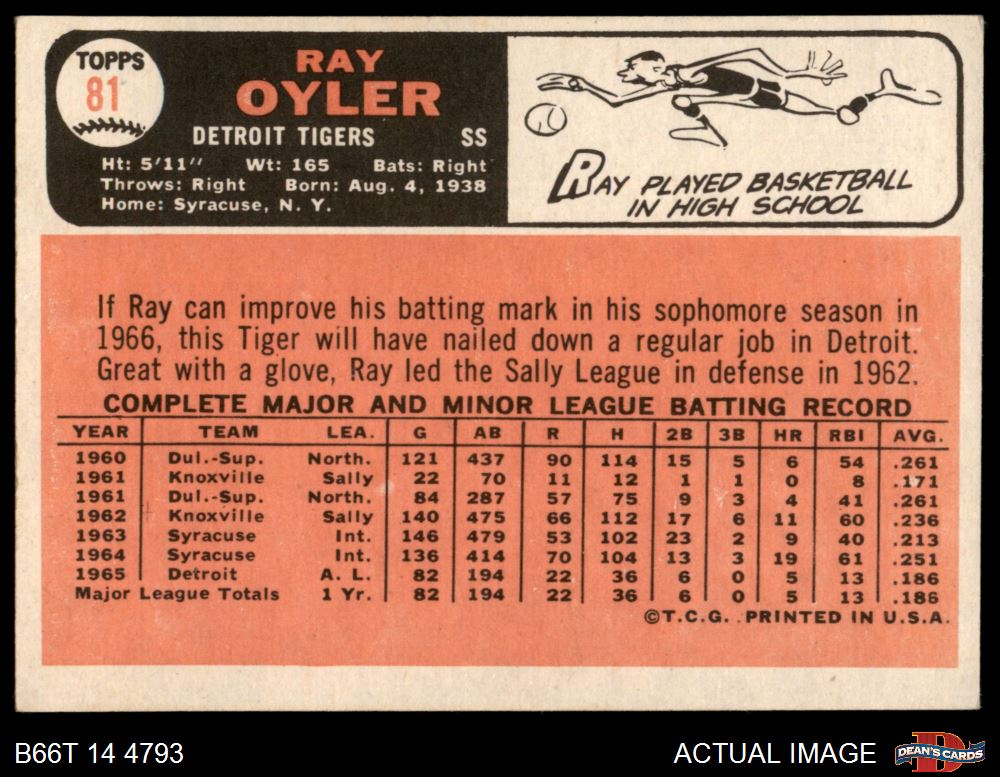 TOPPS
81
RAY
OYLER
DETROIT TIGERS SS
Ht: 5'11" Wt: 165 Bats: Right
Throws: Right Born: Aug. 4, 1938
Home: Syracuse, N. Y.
RAY PLAYED BASKETBALL
IN HIGH SCHOOL
If Ray can improve his batting mark in his sophomore season in
1966, this Tiger will have nailed down a regular job in Detroit.
Great with a glove, Ray led the Sally League in defense in 1962.
COMPLETE MAJOR AND MINOR LEAGUE BATTING RECORD
YEAR TEAM LEA. G AB R H 2B 3B HR RBI AVG.
1960 Dul.-Sup. North. 121 437 90 114 15 5 6 54 .261
1961 Knoxville Sally 22 70 11 12 1 1 0 8 .171
1961 Dul.-Sup. North. 84 287 57 75 9 3 4 41 .261
1962 Knoxville Sally 140 475 66 112 17 6 11 60 .236
1963 Syracuse Int. 146 479 53 102 23 2 9 40 .213
1964 Syracuse Int. 136 414 70 104 13 3 19 61 .251
1965 Detroit A. L. 82 194 22 36 6 0 5 13 .186
Major League Totals 1 Yr. 82 194 22 36 6 0 5 13 .186
©T.C.G. PRINTED IN U.S.A.
B66T 14 4793
ACTUAL IMAGE
D
DEAN'S CARDS